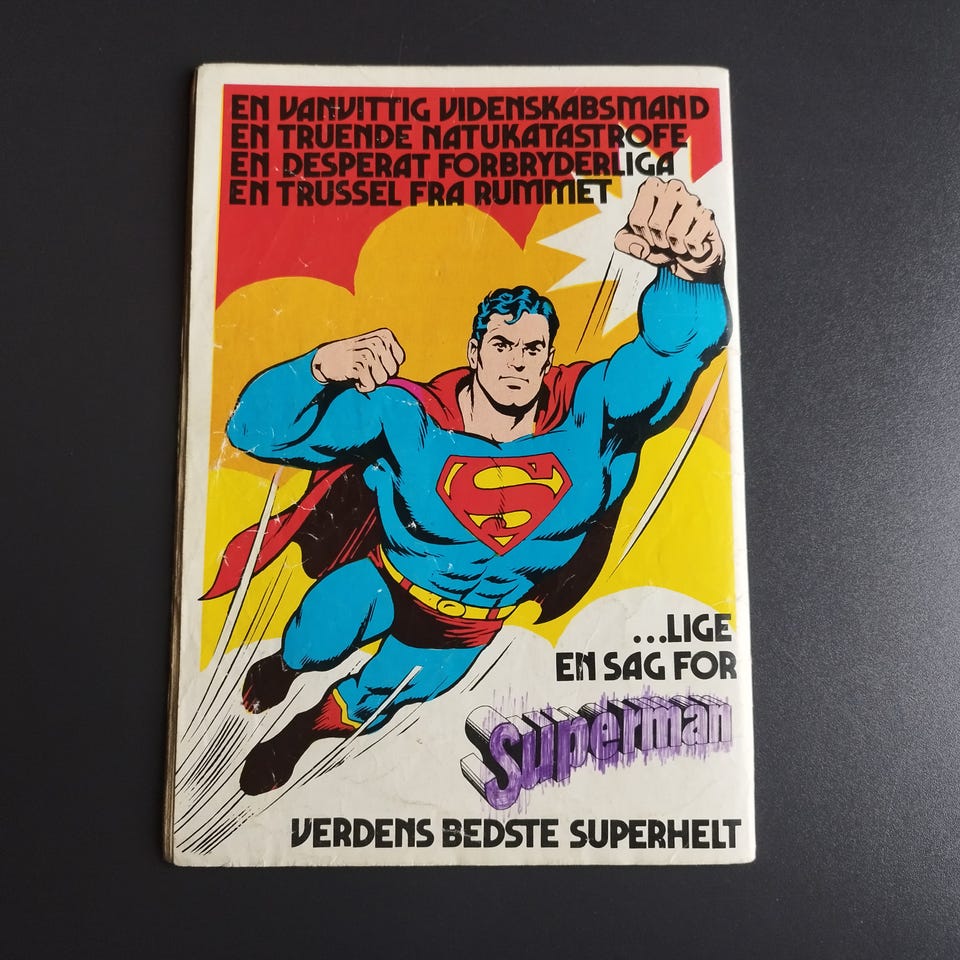 EN VANVITTIG VIDENSKABSMAND
EN TRUENDE NATUKATASTROFE
EN DESPERAT FORBRYDERLIGA
EN TRUSSEL FRA RUMMET
S
...LIGE
EN SAG FOR
Superman
VERDENS BEDSTE SUPERHELT